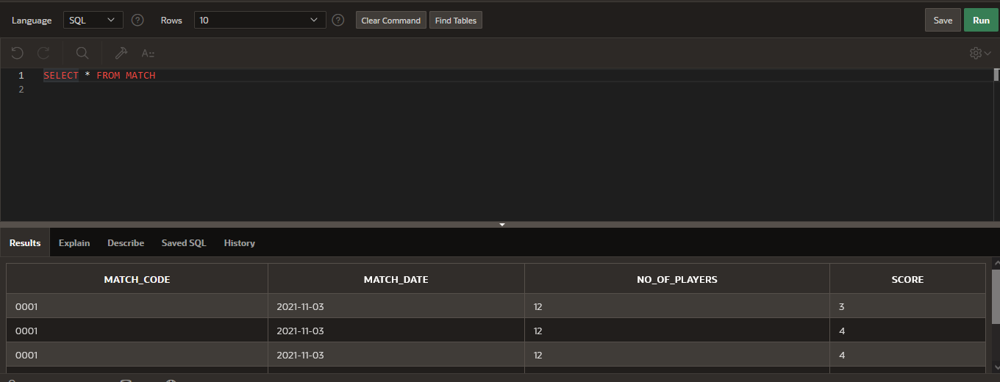 Language SQL Rows 10 Clear Command Find Tables Save Run
A::
1 SELECT * FROM MATCH
2
Results Explain Describe Saved SQL History
MATCH_CODE MATCH_DATE NO_OF_PLAYERS SCORE
0001 2021-11-03 12 3
0001 2021-11-03 12 4
0001 2021-11-03 12 4